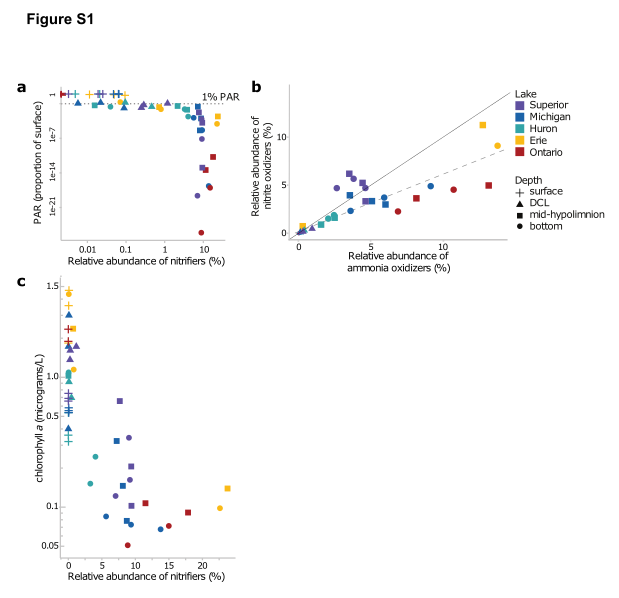 Figure S1
a
1% PAR
PAR (proportion of surface)
1
1e-7
1e-14
1e-21
0.01
0.1
1
10
Relative abundance of nitrifiers (%)
b
Relative abundance of
nitrite oxidizers (%)
10
5
0
0
5
10
Relative abundance of
ammonia oxidizers (%)
Lake
Superior
Michigan
Huron
Erie
Ontario
Depth
surface
DCL
mid-hypolimnion
bottom
c
chlorophyll a (micrograms/L)
1.5
1.0
0.5
0.1
0.05
0
5
10
15
20
Relative abundance of nitrifiers (%)